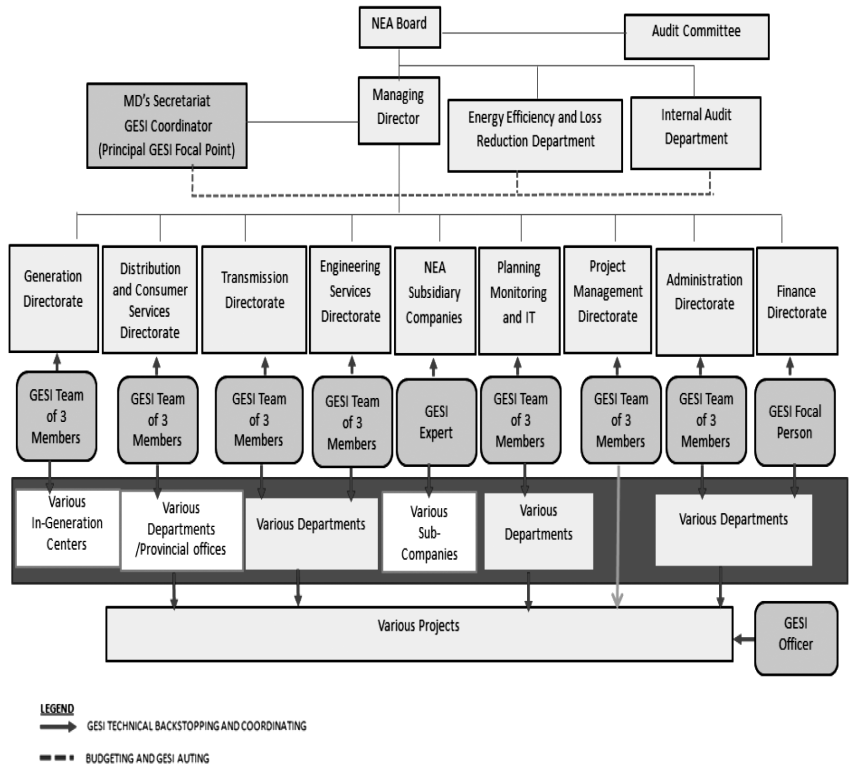 NEA Board
Audit Committee
MD's Secretariat
GESI Coordinator
(Principal GESI Focal Point)
Managing
Director
Energy Efficiency and Loss
Reduction Department
Internal Audit
Department
Generation
Directorate
Distribution
and Consumer
Services
Directorate
Transmission
Directorate
Engineering
Services
Directorate
NEA
Subsidiary
Companies
Planning
Monitoring
and IT
Project
Management
Directorate
Administration
Directorate
Finance
Directorate
GESI Team
of 3
Members
GESI Team
of 3
Members
GESI Team
of 3
Members
GESI Team
of 3
Members
GESI
Expert
GESI Team
of 3
Members
GESI Team
of 3
Members
GESI Team
of 3
Members
GESI Focal
Person
Various
In-Generation
Centers
Various
Departments
/Provincial offices
Various Departments
Various
Sub-
Companies
Various
Departments
Various Departments
Various Projects
GESI
Officer
LEGEND
GESI TECHNICAL BACKSTOPPING AND COORDINATING
BUDGETING AND GESI AUTING